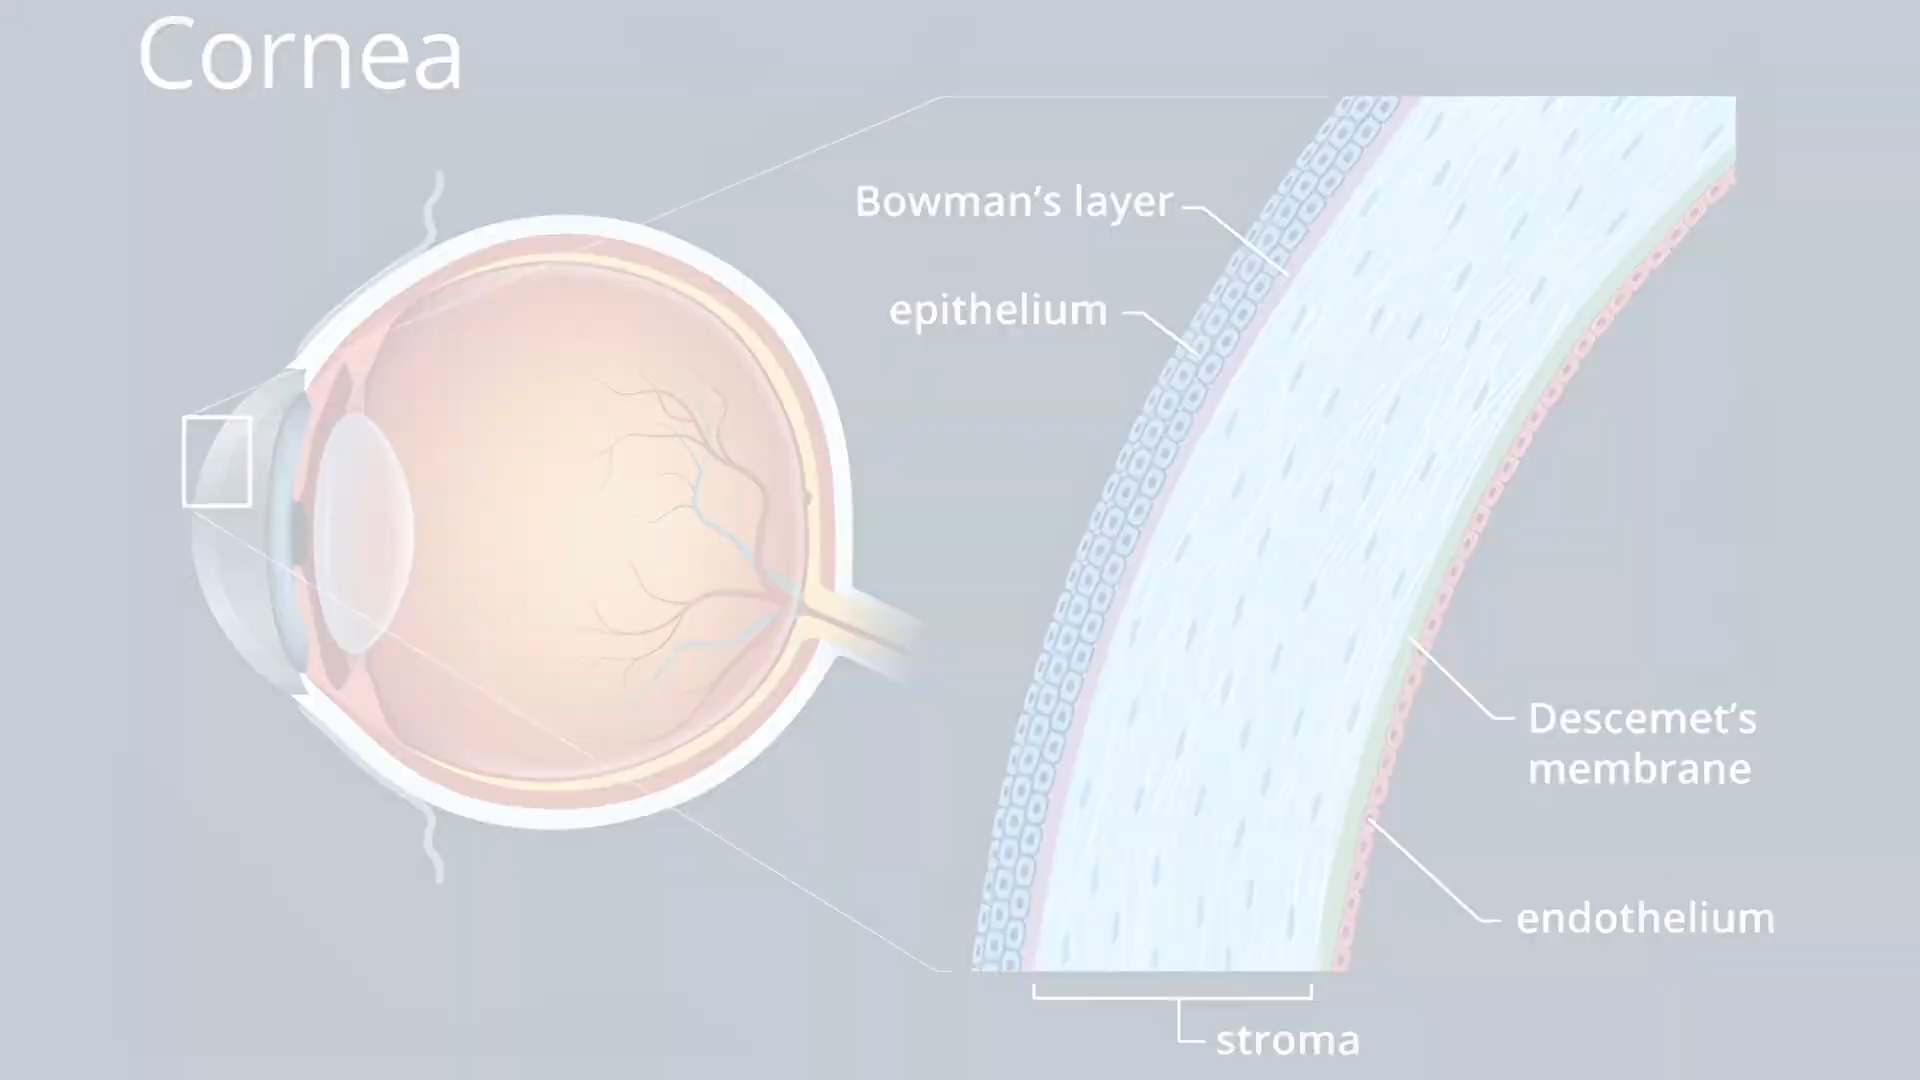 Cornea
Bowman’s layer
epithelium
Descemet’s
membrane
endothelium
stroma